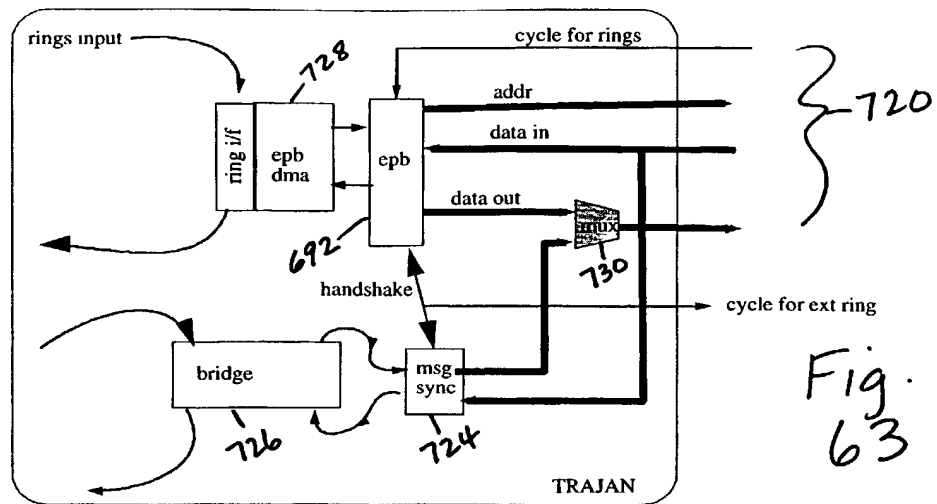 rings input
cycle for rings
728
addr
720
data in
ring i/f
epb
dma
epb
data out
mux
692
730
handshake
cycle for ext ring
bridge
msg
sync
726
724
Fig.
63
TRAJAN